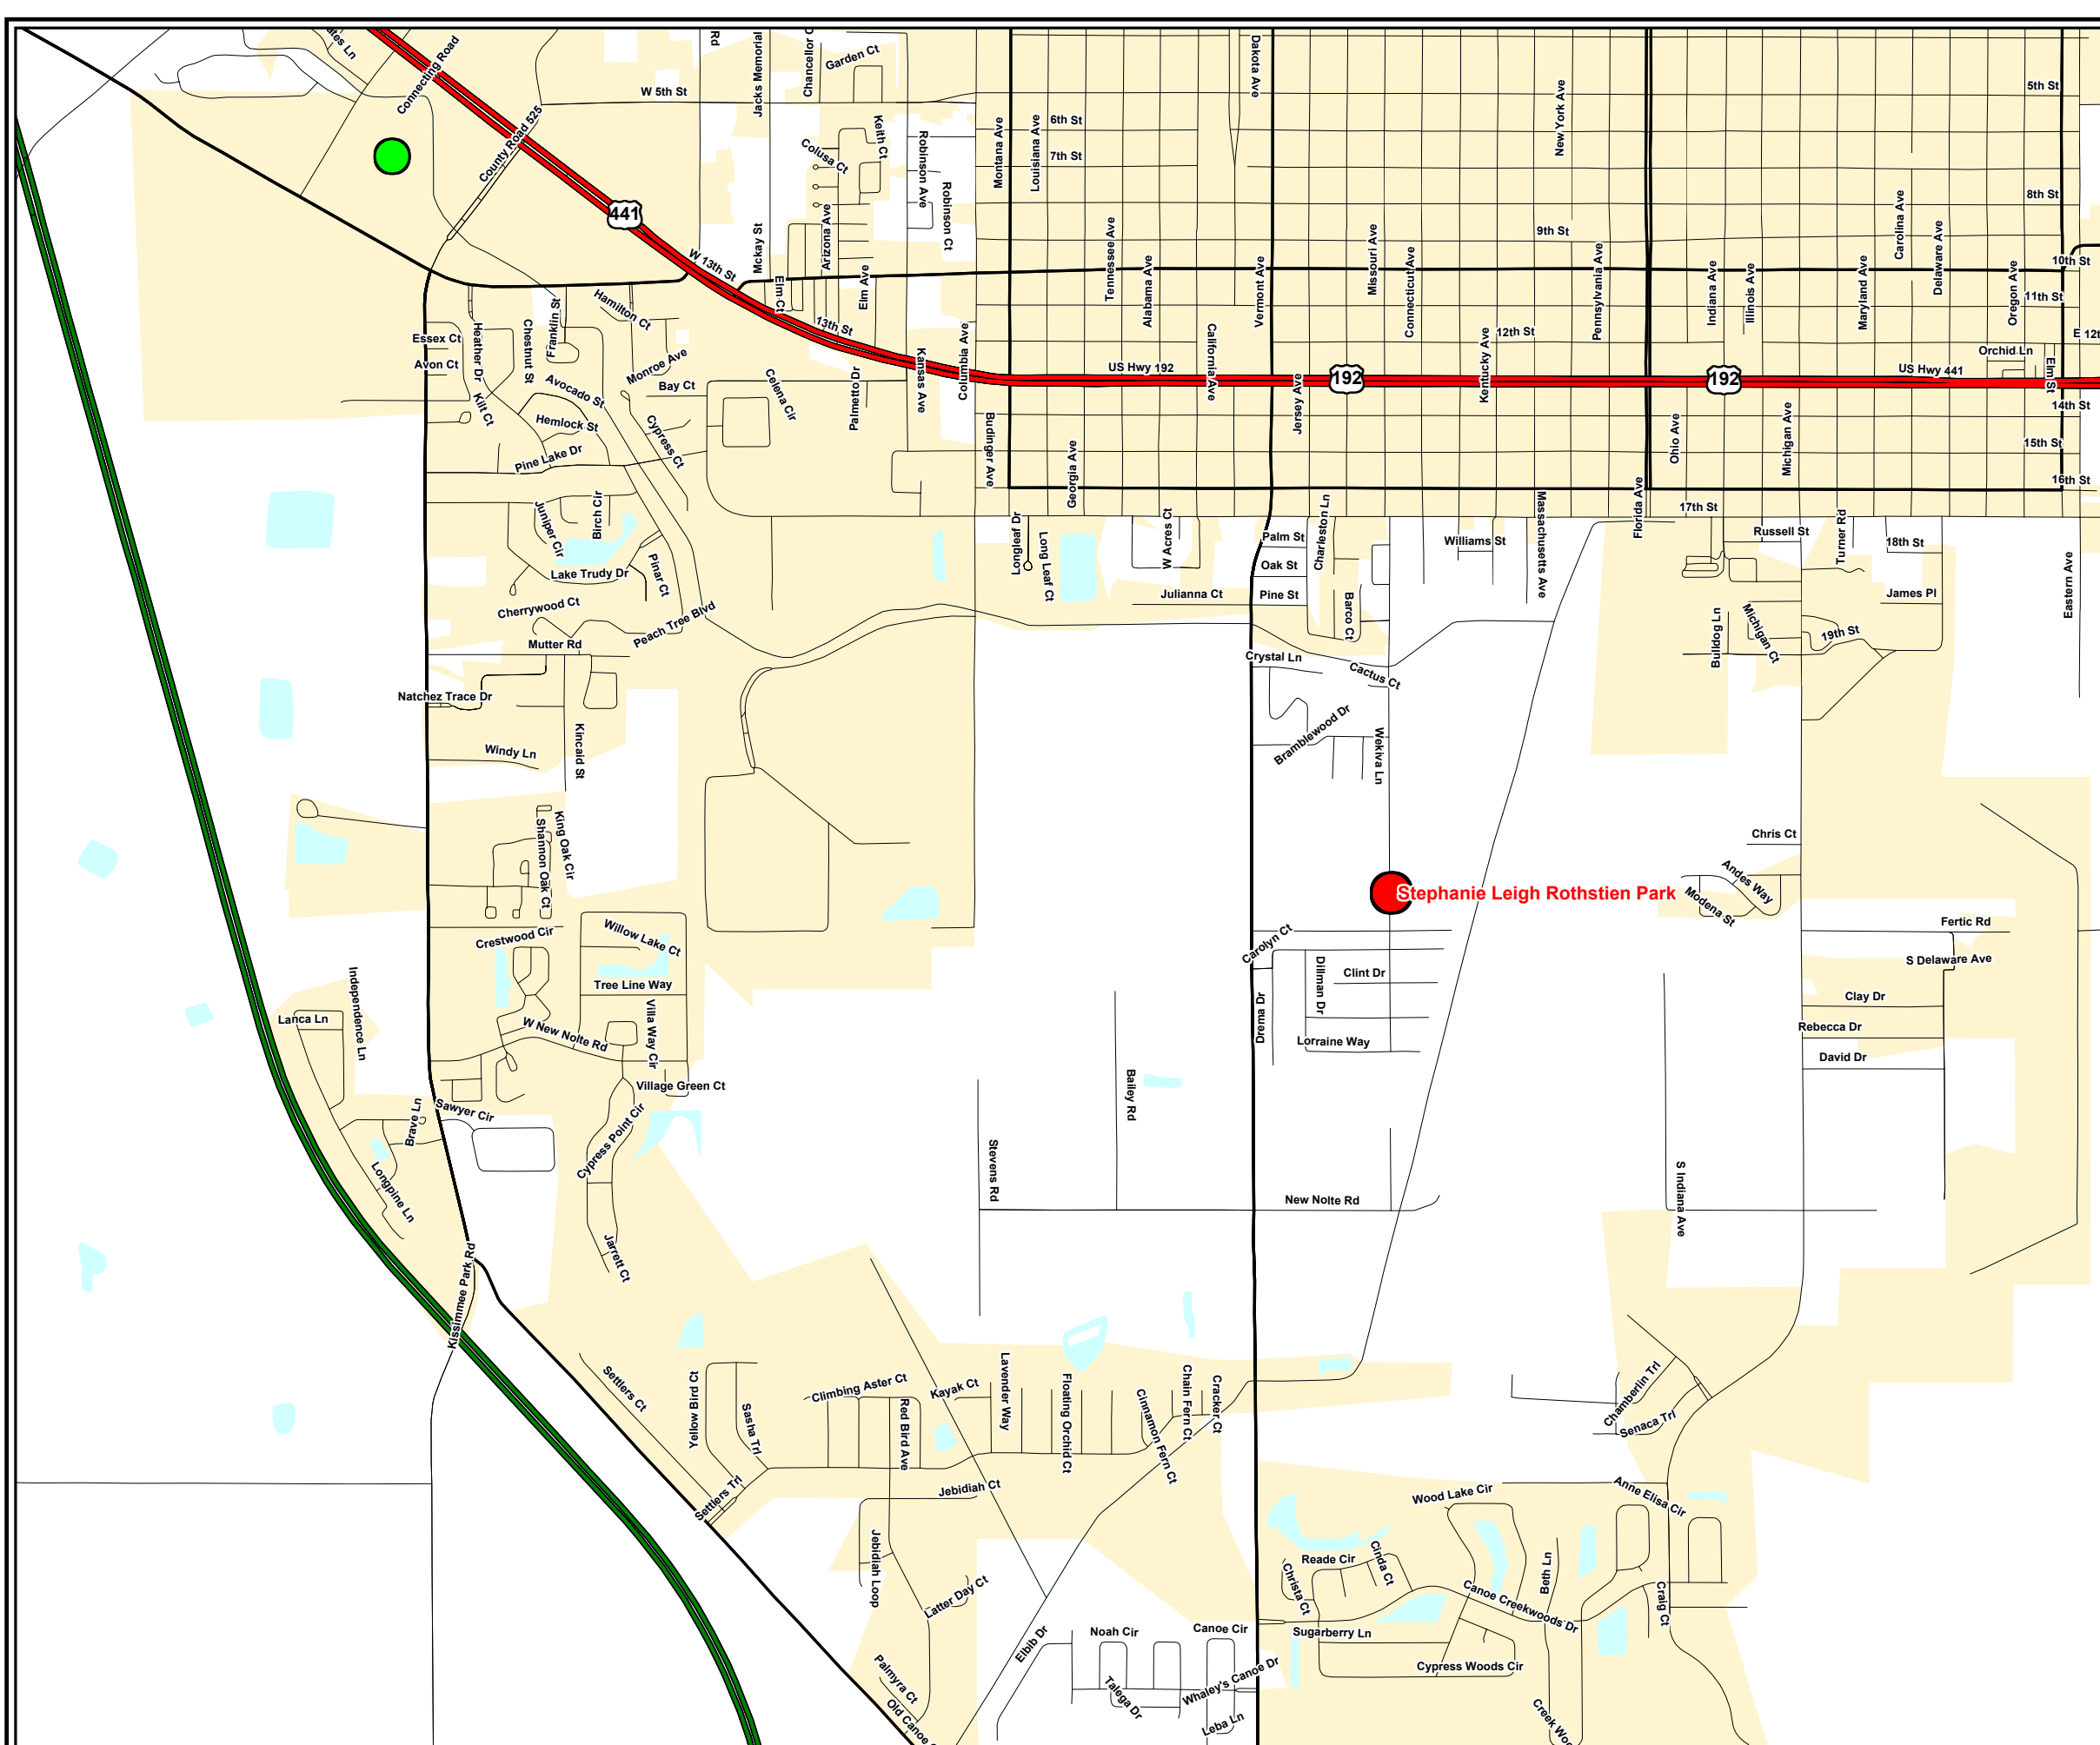 Connecting Road
County Road 525
W 5th St
Rd
Jacks Memorial
Garden Ct
Dakota Ave
New York Ave
5th St
6th St
7th St
Keith Ct
Colusa Ct
Robinson Ave
Robinson Ct
Montana Ave
Louisiana Ave
8th St
Carolina Ave
Delaware Ave
9th St
441
W 13th St
Mckay St
Arizona Ave
Elm Ave
Elm Ct
13th St
Tennessee Ave
Alabama Ave
Vermont Ave
Missouri Ave
Connecticut Ave
Pennsylvania Ave
Indiana Ave
Illinois Ave
Maryland Ave
Oregon Ave
10th St
11th St
12th St
Orchid Ln
Elm St
Essex Ct
Avon Ct
Heather Dr
Chestnut St
Franklin St
Hamilton Ct
Monroe Ave
Bay Ct
Avocado St
Kilt Ct
Hemlock St
Pine Lake Dr
Cypress Ct
Celena Cir
Palmetto Dr
Kansas Ave
Columbia Ave
US Hwy 192
California Ave
Jersey Ave
192
Kentucky Ave
192
US Hwy 441
14th St
15th St
16th St
Budinger Ave
Georgia Ave
Ohio Ave
Michigan Ave
Florida Ave
17th St
Massachusetts Ave
Juniper Cir
Birch Cir
Lake Trudy Dr
Pinar Ct
Cherrywood Ct
Peach Tree Blvd
Mutter Rd
Natchez Trace Dr
Windy Ln
Kincaid St
Longleaf Dr
Long Leaf Ct
W Acres Ct
Julianna Ct
Palm St
Oak St
Pine St
Charleston Ln
Barco Ct
Williams St
Russell St
Turner Rd
18th St
James Pl
19th St
Bulldog Ln
Michigan Ct
Eastern Ave
Crystal Ln
Cactus Ct
Bramblewood Dr
Wekiva Ln
Stephanie Leigh Rothstien Park
Chris Ct
Andes Way
Modena St
Fertic Rd
S Delaware Ave
Clay Dr
Rebecca Dr
David Dr
King Oak Cir
Shannon Oak Ct
Crestwood Cir
Willow Lake Ct
Tree Line Way
Villa Way Cir
W New Nolte Rd
Village Green Ct
Independence Ln
Lanca Ln
Brave Ln
Sawyer Cir
Longpine Ln
Cypress Point Cir
Jarrett Ct
Kissimmee Park Rd
Carolyn Ct
Clint Dr
Dillman Dr
Drema Dr
Lorraine Way
Bailey Rd
Stevens Rd
New Nolte Rd
S Indiana Ave
Settlers Ct
Yellow Bird Ct
Sasha Trl
Settlers Trl
Climbing Aster Ct
Red Bird Ave
Kayak Ct
Lavender Way
Floating Orchid Ct
Cinnamon Fern Ct
Chain Fern Ct
Cracker Ct
Jebidiah Ct
Jebidiah Loop
Latter Day Ct
Palmyra Ct
Elbib Dr
Noah Cir
Talega Dr
Canoe Cir
Whaley's Canoe Dr
Leba Ln
Chamberlin Trl
Senaca Trl
Anne Elisa Cir
Wood Lake Cir
Reade Cir
Cinda Ct
Christa Ct
Canoe Creekwoods Dr
Beth Ln
Craig Ct
Sugarberry Ln
Cypress Woods Cir